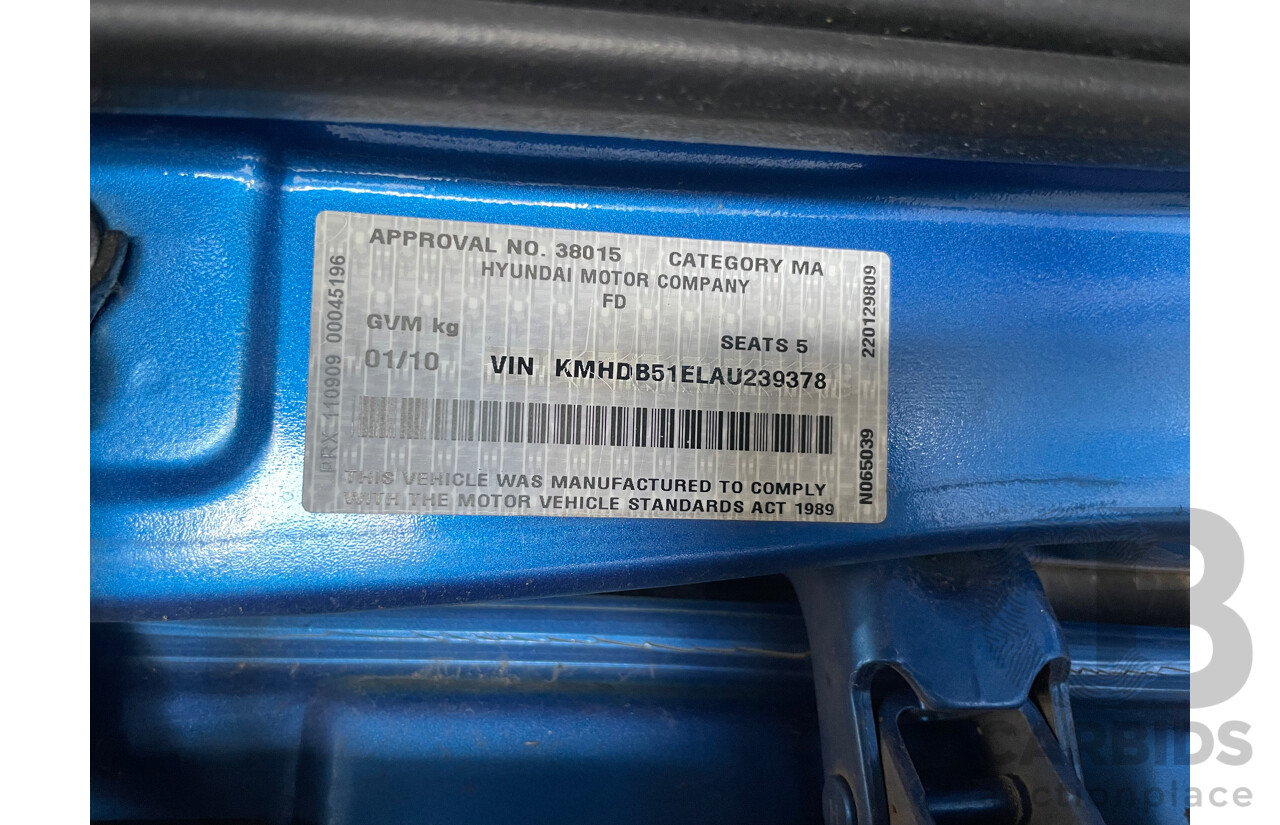 APPROVAL NO. 38015 CATEGORY MA
HYUNDAI MOTOR COMPANY
FD
GVM kg
SEATS 5
01/10 VIN KMHDB51ELAU239378
THIS VEHICLE WAS MANUFACTURED TO COMPLY
WITH THE MOTOR VEHICLE STANDARDS ACT 1989
PRX 110909 00045196
N065039 220129809
B
CARBIDS
auctionplace